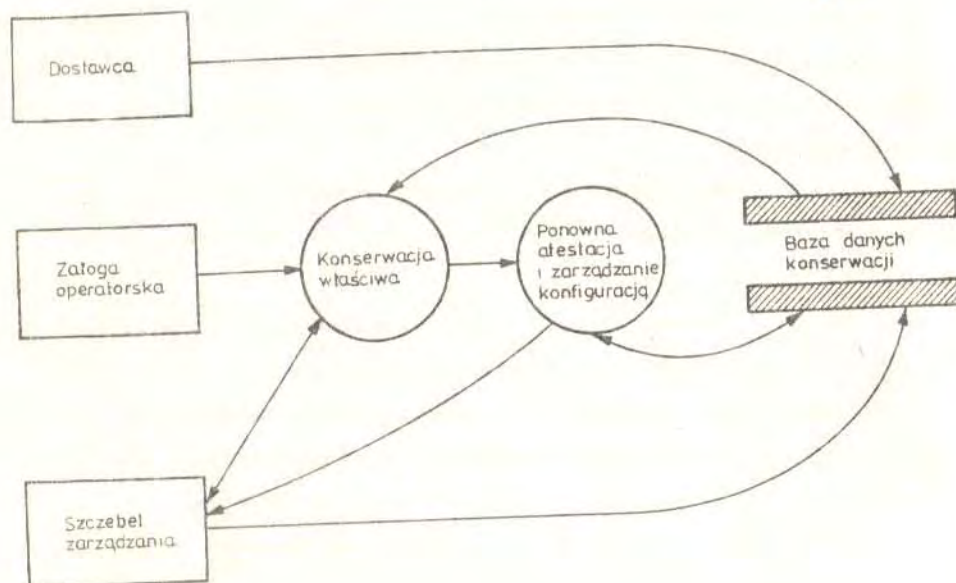 Dostawca
Załoga
operatorska
Konserwacja
właściwa
Ponowna
atestacja
i zarządzanie
konfiguracją
Baza danych
konserwacji
Szczebel
zarządzania